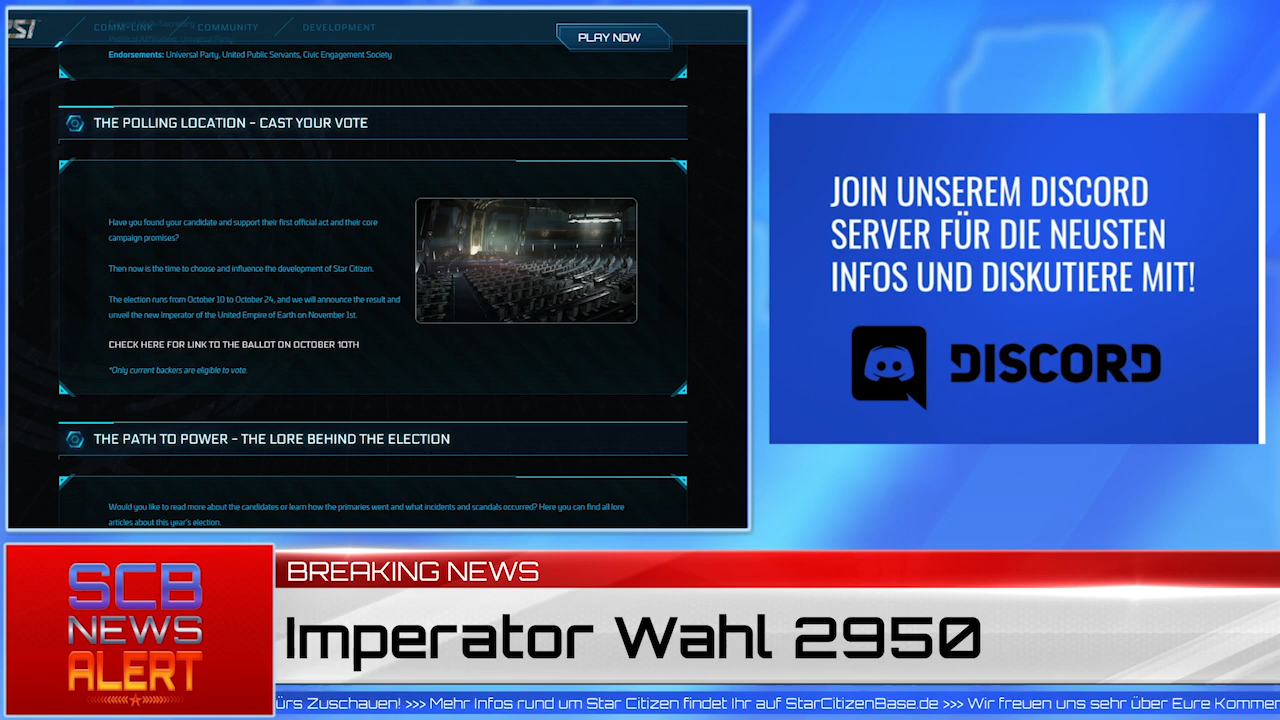 RSI
COMM-LINK
COMMUNITY
DEVELOPMENT
PLAY NOW
Endorsements: Universal Party, United Public Servants, Civic Engagement Society
THE POLLING LOCATION - CAST YOUR VOTE
Have you found your candidate and support their first official act and their core
campaign promises?
Then now is the time to choose and influence the development of Star Citizen.
The election runs from October 10 to October 24, and we will announce the result and
unveil the new Imperator of the United Empire of Earth on November 1st.
CHECK HERE FOR LINK TO THE BALLOT ON OCTOBER 10TH
*Only current backers are eligible to vote.
THE PATH TO POWER - THE LORE BEHIND THE ELECTION
Would you like to read more about the candidates or learn how the primaries went and what incidents and scandals occurred? Here you can find all lore
articles about this year's election.
JOIN UNSEREM DISCORD
SERVER FÜR DIE NEUSTEN
INFOS UND DISKUTIERE MIT!
DISCORD
SCB
NEWS
ALERT
BREAKING NEWS
Imperator Wahl 2950
ürs Zuschauen! >>> Mehr Infos rund um Star Citizen findet Ihr auf StarCitizenBase.de >>> Wir freuen uns sehr über Eure Kommer